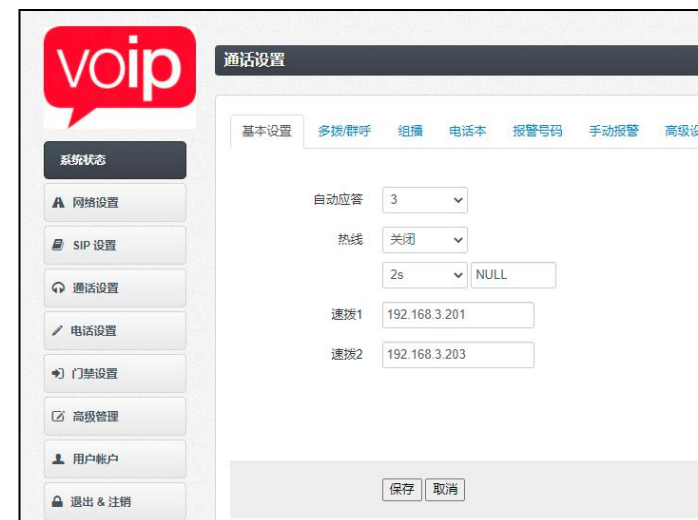 voip
通话设置
系统状态
网络设置
SIP 设置
通话设置
电话设置
门禁设置
高级管理
用户帐户
退出 & 注销
基本设置 多拨/群呼 组播 电话本 报警号码 手动报警 高级设
自动应答 3
热线 关闭
2s NULL
速拨1 192.168.3.201
速拨2 192.168.3.203
保存 取消